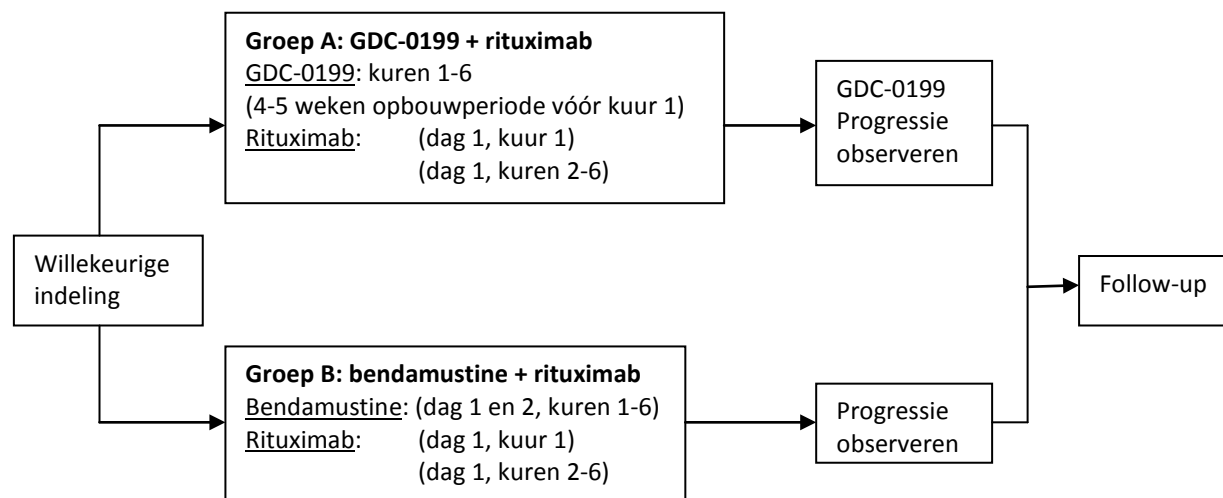 Groep A: GDC-0199 + rituximab
GDC-0199: kuren 1-6
(4-5 weken opbouwperiode vóór kuur 1)
Rituximab: (dag 1, kuur 1)
(dag 1, kuren 2-6)
GDC-0199
Progressie
observeren
Willekeurige
indeling
Follow-up
Groep B: bendamustine + rituximab
Bendamustine: (dag 1 en 2, kuren 1-6)
Rituximab: (dag 1, kuur 1)
(dag 1, kuren 2-6)
Progressie
observeren